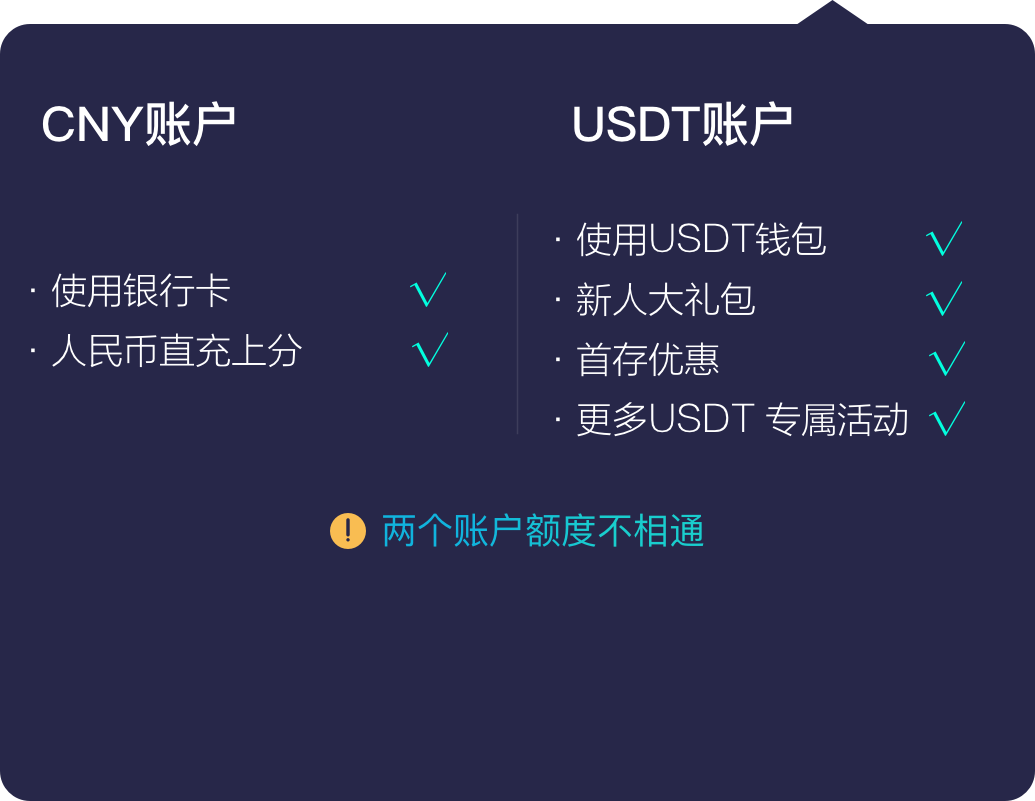 CNY账户
· 使用银行卡 √
· 人民币直充上分 √
USDT账户
· 使用USDT钱包 √
· 新人大礼包 √
· 首存优惠 √
· 更多USDT 专属活动 √
! 两个账户额度不相通